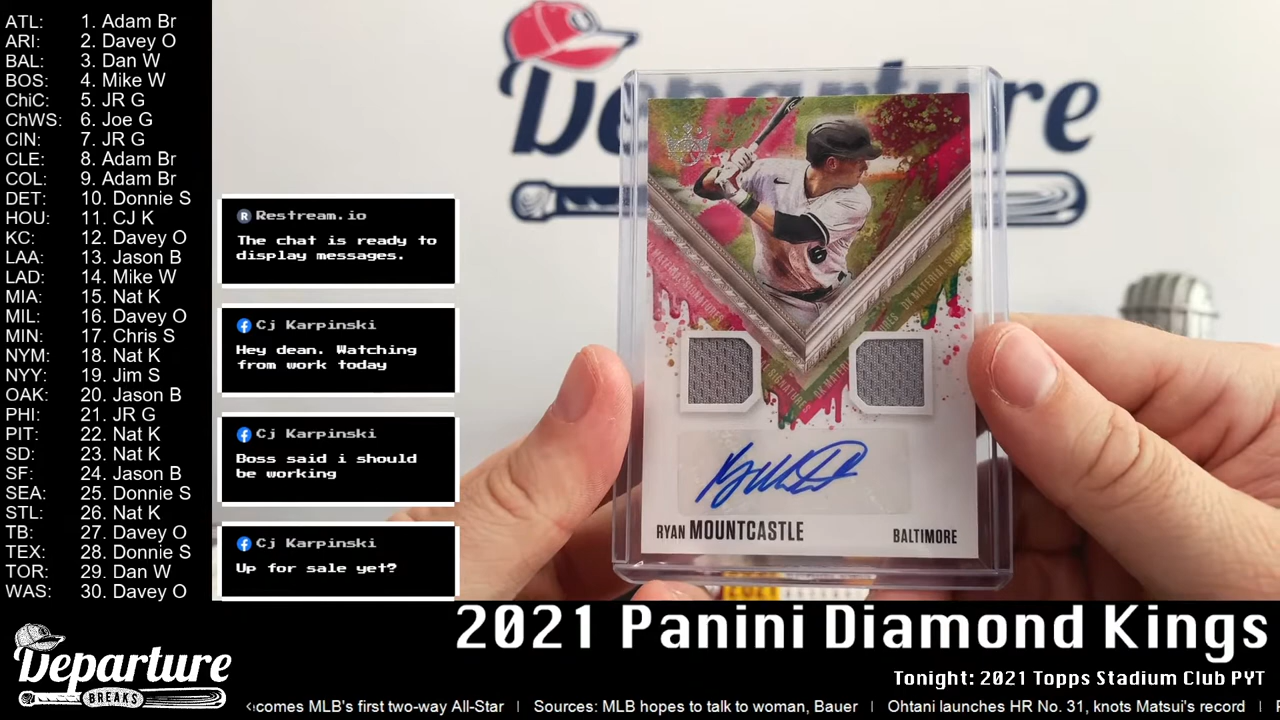 ATL: 1. Adam Br
ARI: 2. Davey O
BAL: 3. Dan W
BOS: 4. Mike W
ChiC: 5. JR G
ChWS: 6. Joe G
CIN: 7. JR G
CLE: 8. Adam Br
COL: 9. Adam Br
DET: 10. Donnie S
HOU: 11. CJ K
KC: 12. Davey O
LAA: 13. Jason B
LAD: 14. Mike W
MIA: 15. Nat K
MIL: 16. Davey O
MIN: 17. Chris S
NYM: 18. Nat K
NYY: 19. Jim S
OAK: 20. Jason B
PHI: 21. JR G
PIT: 22. Nat K
SD: 23. Nat K
SF: 24. Jason B
SEA: 25. Donnie S
STL: 26. Nat K
TB: 27. Davey O
TEX: 28. Donnie S
TOR: 29. Dan W
WAS: 30. Davey O
Restream.io
The chat is ready to
display messages.
Cj Karpinski
Hey dean. Watching
from work today
Cj Karpinski
Boss said i should
be working
Cj Karpinski
Up for sale yet?
Departure
RYAN MOUNTCASTLE
BALTIMORE
2021 Panini Diamond Kings
Tonight: 2021 Topps Stadium Club PYT
Departure
BREAKS
comes MLB's first two-way All-Star | Sources: MLB hopes to talk to woman, Bauer | Ohtani launches HR No. 31, knots Matsui's record |